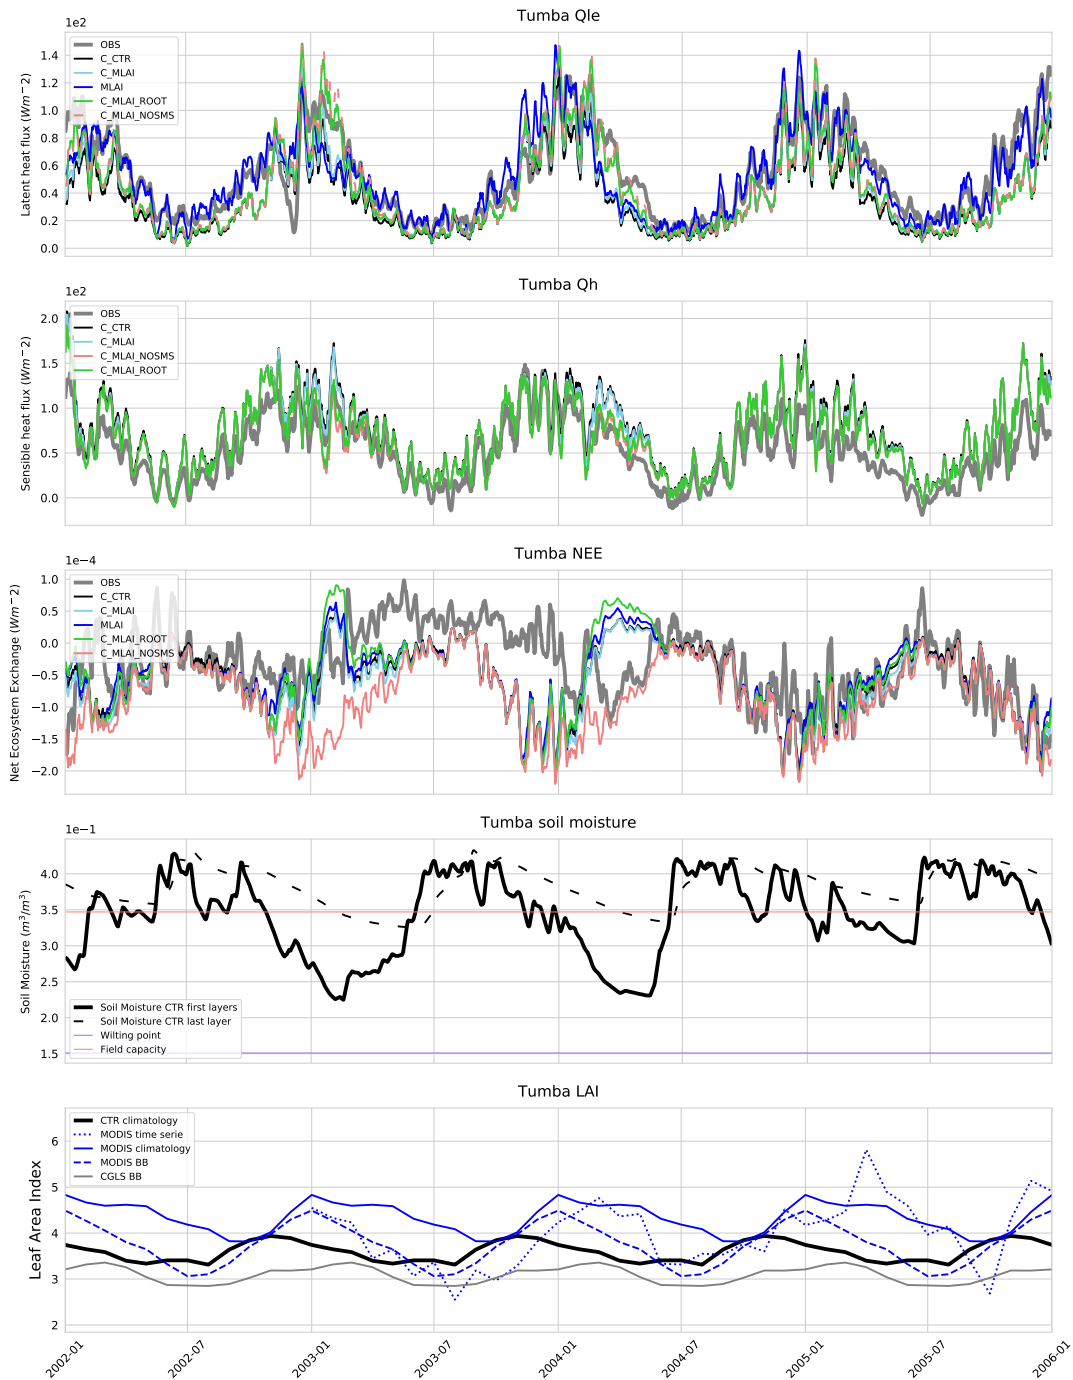 Tumba Qle
1e2
Latent heat flux (Wm−2)
1.4
1.2
1.0
0.8
0.6
0.4
0.2
0.0
OBS
C_CTR
C_MLAI
MLAI
C_MLAI_ROOT
C_MLAI_NOSMS
Tumba Qh
1e2
Sensible heat flux (Wm−2)
2.0
1.5
1.0
0.5
0.0
OBS
C_CTR
C_MLAI
C_MLAI_NOSMS
C_MLAI_ROOT
Tumba NEE
1e−4
Net Ecosystem Exchange (Wm−2)
1.0
0.5
0.0
−0.5
−1.0
−1.5
−2.0
OBS
C_CTR
C_MLAI
MLAI
C_MLAI_ROOT
C_MLAI_NOSMS
Tumba soil moisture
1e−1
Soil Moisture (m3/m3)
4.0
3.5
3.0
2.5
2.0
1.5
Soil Moisture CTR first layers
Soil Moisture CTR last layer
Wilting point
Field capacity
Tumba LAI
Leaf Area Index
6
5
4
3
2
CTR climatology
MODIS time serie
MODIS climatology
MODIS BB
CGLS BB
2002-01
2002-07
2003-01
2003-07
2004-01
2004-07
2005-01
2005-07
2006-01